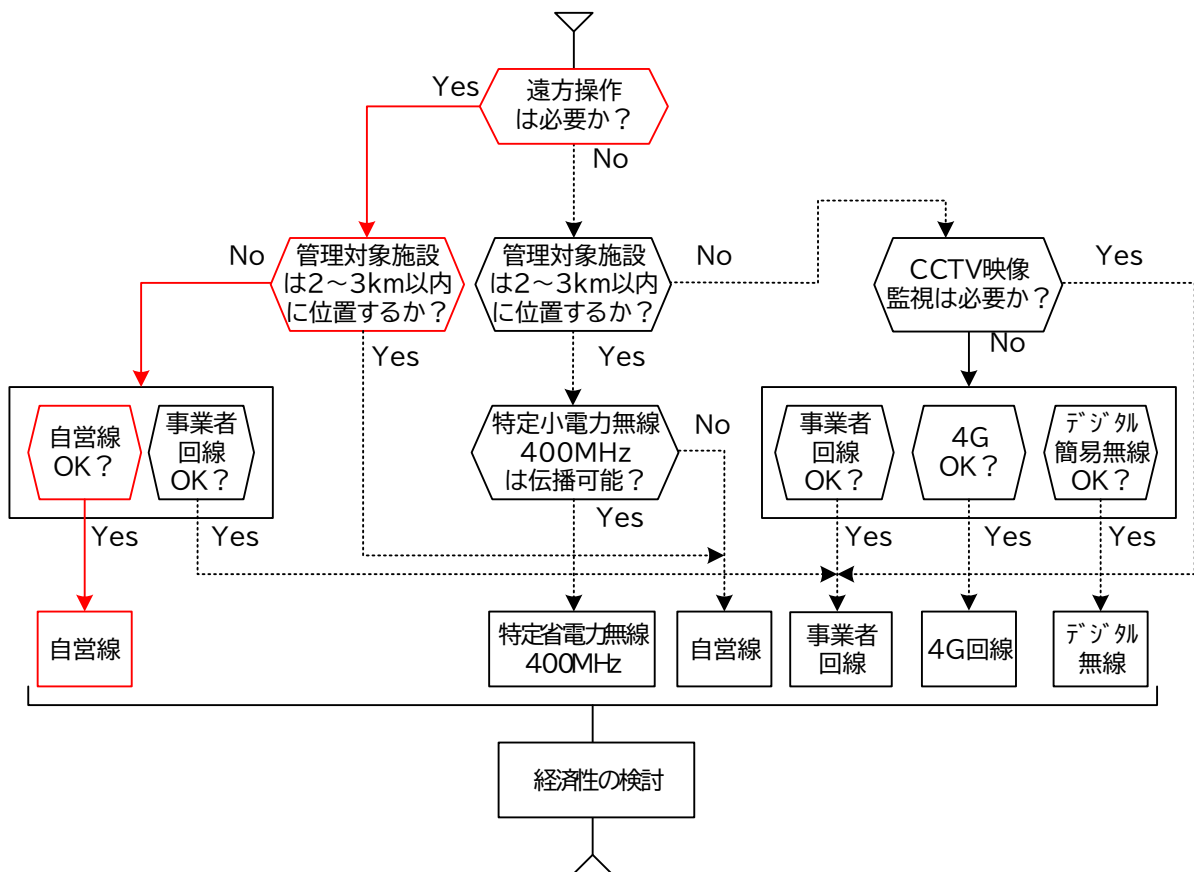 Yes
遠方操作
は必要か？
No
No
管理対象施設
は2～3km以内
に位置するか？
管理対象施設
は2～3km以内
に位置するか？
No
CCTV映像
監視は必要か？
Yes
Yes
Yes
No
自営線
OK？
事業者
回線
OK？
特定小電力無線
400MHz
は伝播可能？
No
事業者
回線
OK？
4G
OK？
ﾃﾞｼﾞﾀﾙ
簡易無線
OK？
Yes
Yes
Yes
Yes
Yes
Yes
自営線
特定省電力無線
400MHz
自営線
事業者
回線
4G回線
ﾃﾞｼﾞﾀﾙ
無線
経済性の検討